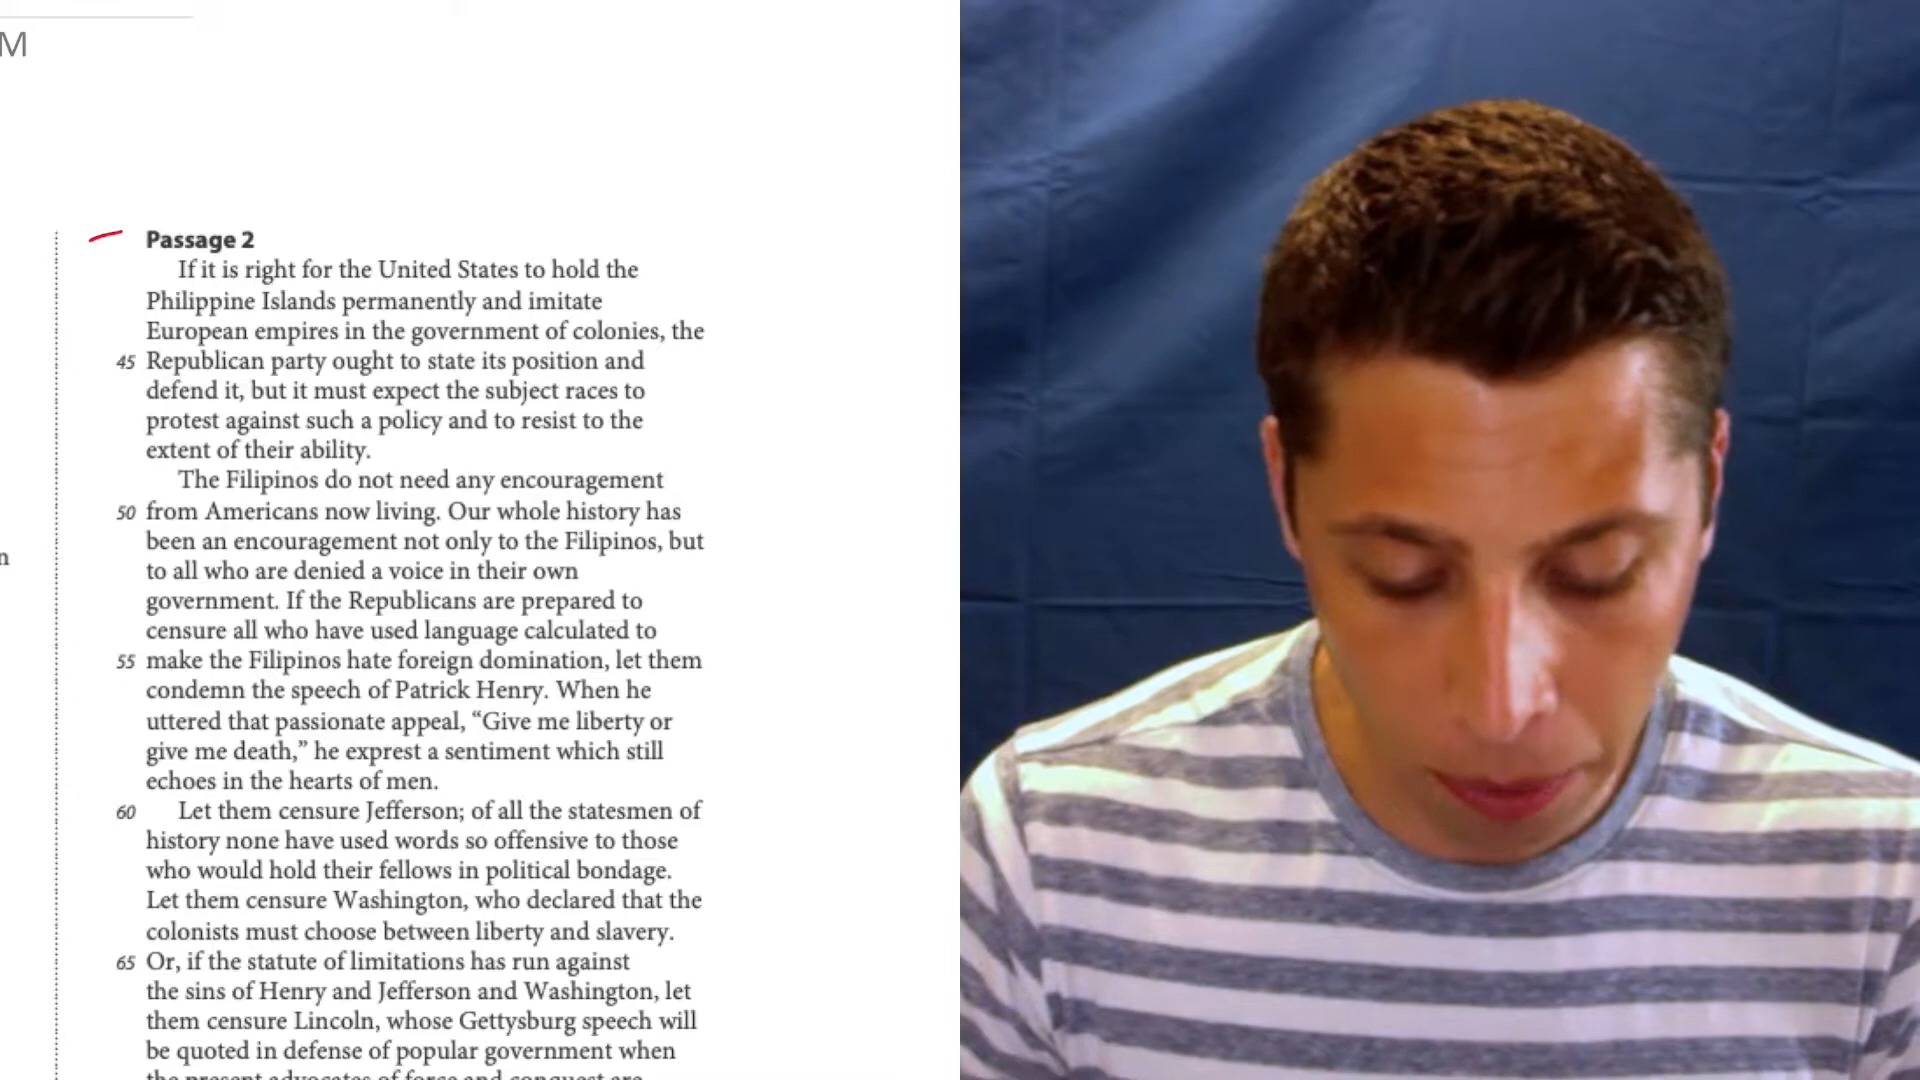 M
Passage 2
If it is right for the United States to hold the
Philippine Islands permanently and imitate
European empires in the government of colonies, the
45 Republican party ought to state its position and
defend it, but it must expect the subject races to
protest against such a policy and to resist to the
extent of their ability.
The Filipinos do not need any encouragement
50 from Americans now living. Our whole history has
been an encouragement not only to the Filipinos, but
to all who are denied a voice in their own
government. If the Republicans are prepared to
censure all who have used language calculated to
55 make the Filipinos hate foreign domination, let them
condemn the speech of Patrick Henry. When he
uttered that passionate appeal, “Give me liberty or
give me death,” he exprest a sentiment which still
echoes in the hearts of men.
60 Let them censure Jefferson; of all the statesmen of
history none have used words so offensive to those
who would hold their fellows in political bondage.
Let them censure Washington, who declared that the
colonists must choose between liberty and slavery.
65 Or, if the statute of limitations has run against
the sins of Henry and Jefferson and Washington, let
them censure Lincoln, whose Gettysburg speech will
be quoted in defense of popular government when
the present advocates of force and conquest are
n